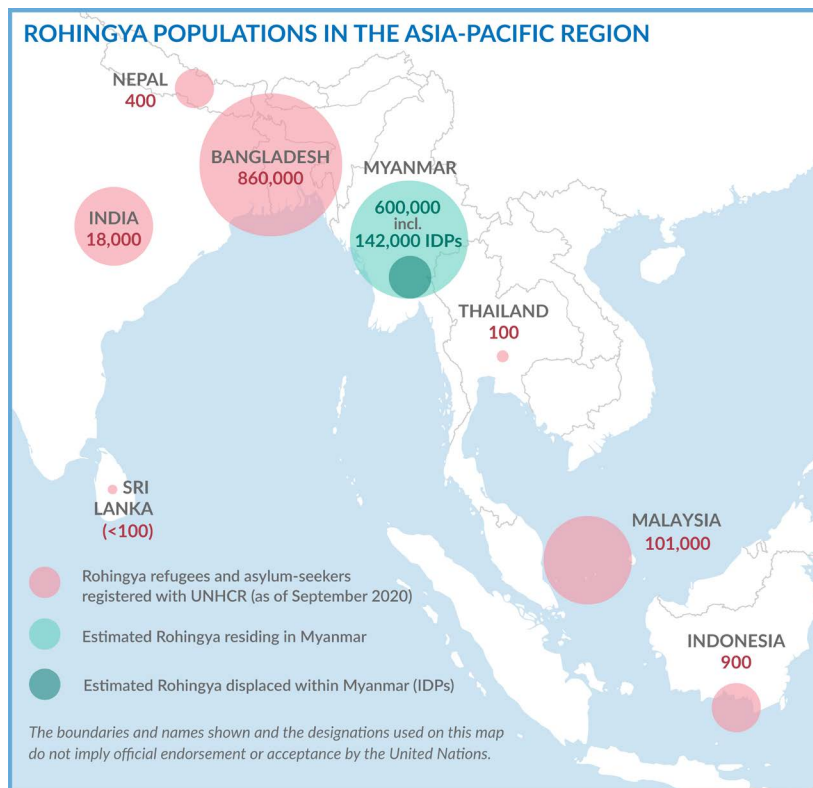 ROHINGYA POPULATIONS IN THE ASIA-PACIFIC REGION
NEPAL
400
BANGLADESH
860,000
MYANMAR
600,000
incl.
142,000 IDPs
INDIA
18,000
THAILAND
100
SRI
LANKA
(<100)
MALAYSIA
101,000
INDONESIA
900
Rohingya refugees and asylum-seekers
registered with UNHCR (as of September 2020)
Estimated Rohingya residing in Myanmar
Estimated Rohingya displaced within Myanmar (IDPs)
The boundaries and names shown and the designations used on this map
do not imply official endorsement or acceptance by the United Nations.